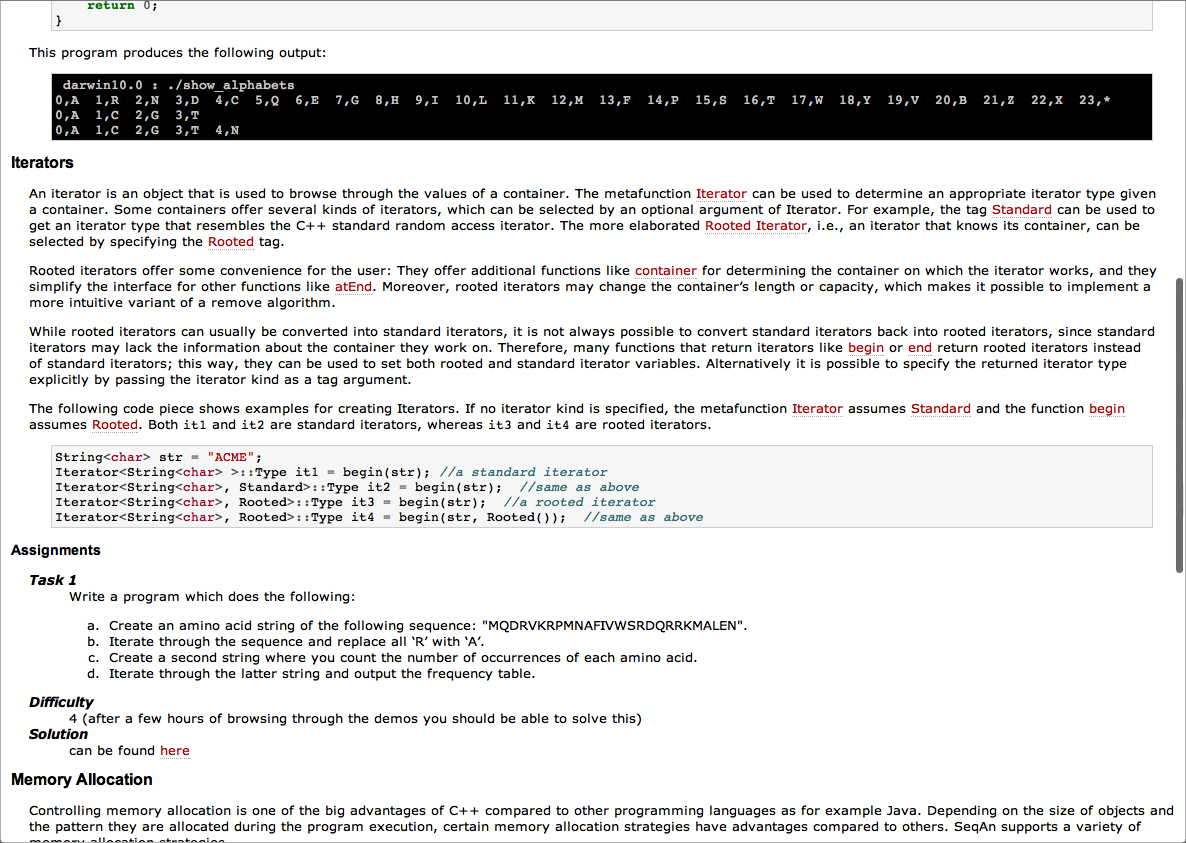 return 0;
}
This program produces the following output:
darwin10.0 : ./show_alphabets
0,A 1,R 2,N 3,D 4,C 5,Q 6,E 7,G 8,H 9,I 10,L 11,K 12,M 13,F 14,P 15,S 16,T 17,W 18,Y 19,V 20,B 21,Z 22,X 23,*
0,A 1,C 2,G 3,T
0,A 1,C 2,G 3,T 4,N
Iterators
An iterator is an object that is used to browse through the values of a container. The metafunction Iterator can be used to determine an appropriate iterator type given
a container. Some containers offer several kinds of iterators, which can be selected by an optional argument of Iterator. For example, the tag Standard can be used to
get an iterator type that resembles the C++ standard random access iterator. The more elaborated Rooted Iterator, i.e., an iterator that knows its container, can be
selected by specifying the Rooted tag.
Rooted iterators offer some convenience for the user: They offer additional functions like container for determining the container on which the iterator works, and they
simplify the interface for other functions like atEnd. Moreover, rooted iterators may change the container’s length or capacity, which makes it possible to implement a
more intuitive variant of a remove algorithm.
While rooted iterators can usually be converted into standard iterators, it is not always possible to convert standard iterators back into rooted iterators, since standard
iterators may lack the information about the container they work on. Therefore, many functions that return iterators like begin or end return rooted iterators instead
of standard iterators; this way, they can be used to set both rooted and standard iterator variables. Alternatively it is possible to specify the returned iterator type
explicitly by passing the iterator kind as a tag argument.
The following code piece shows examples for creating Iterators. If no iterator kind is specified, the metafunction Iterator assumes Standard and the function begin
assumes Rooted. Both it1 and it2 are standard iterators, whereas it3 and it4 are rooted iterators.
String<char> str = "ACME";
Iterator<String<char> >::Type it1 = begin(str); //a standard iterator
Iterator<String<char>, Standard>::Type it2 = begin(str); //same as above
Iterator<String<char>, Rooted>::Type it3 = begin(str); //a rooted iterator
Iterator<String<char>, Rooted>::Type it4 = begin(str, Rooted()); //same as above
Assignments
Task 1
Write a program which does the following:
a. Create an amino acid string of the following sequence: "MQDRVKRPMNAFIVWSRDQRRKMALEN".
b. Iterate through the sequence and replace all ‘R’ with ‘A’.
c. Create a second string where you count the number of occurrences of each amino acid.
d. Iterate through the latter string and output the frequency table.
Difficulty
4 (after a few hours of browsing through the demos you should be able to solve this)
Solution
can be found here
Memory Allocation
Controlling memory allocation is one of the big advantages of C++ compared to other programming languages as for example Java. Depending on the size of objects and
the pattern they are allocated during the program execution, certain memory allocation strategies have advantages compared to others. SeqAn supports a variety of
memory allocation strategies.